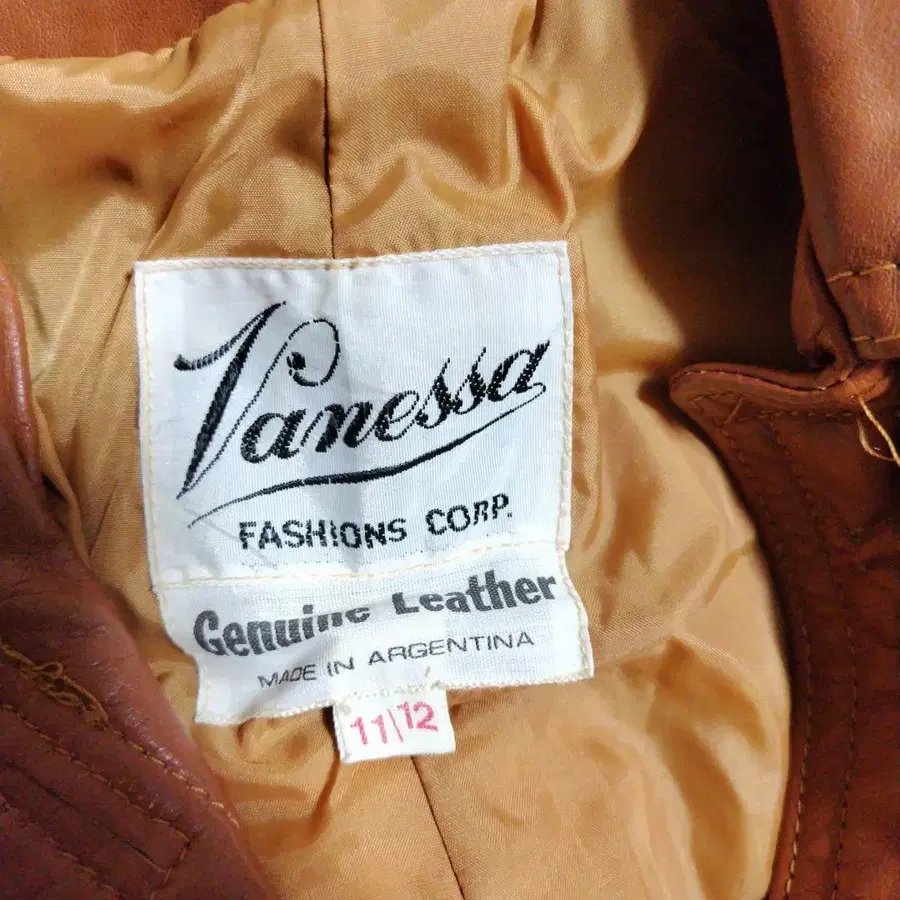 Vanessa
FASHIONS CORP.
Genuine Leather
MADE IN ARGENTINA
11\12